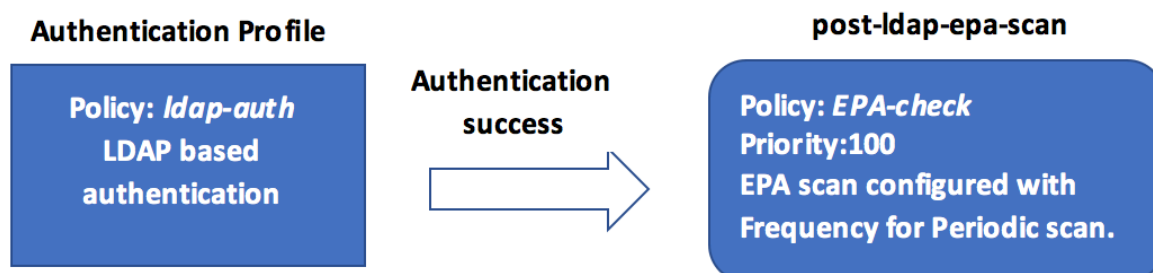 Authentication Profile
Policy: ldap-auth
LDAP based
authentication
Authentication
success
post-ldap-epa-scan
Policy: EPA-check
Priority:100
EPA scan configured with
Frequency for Periodic scan.